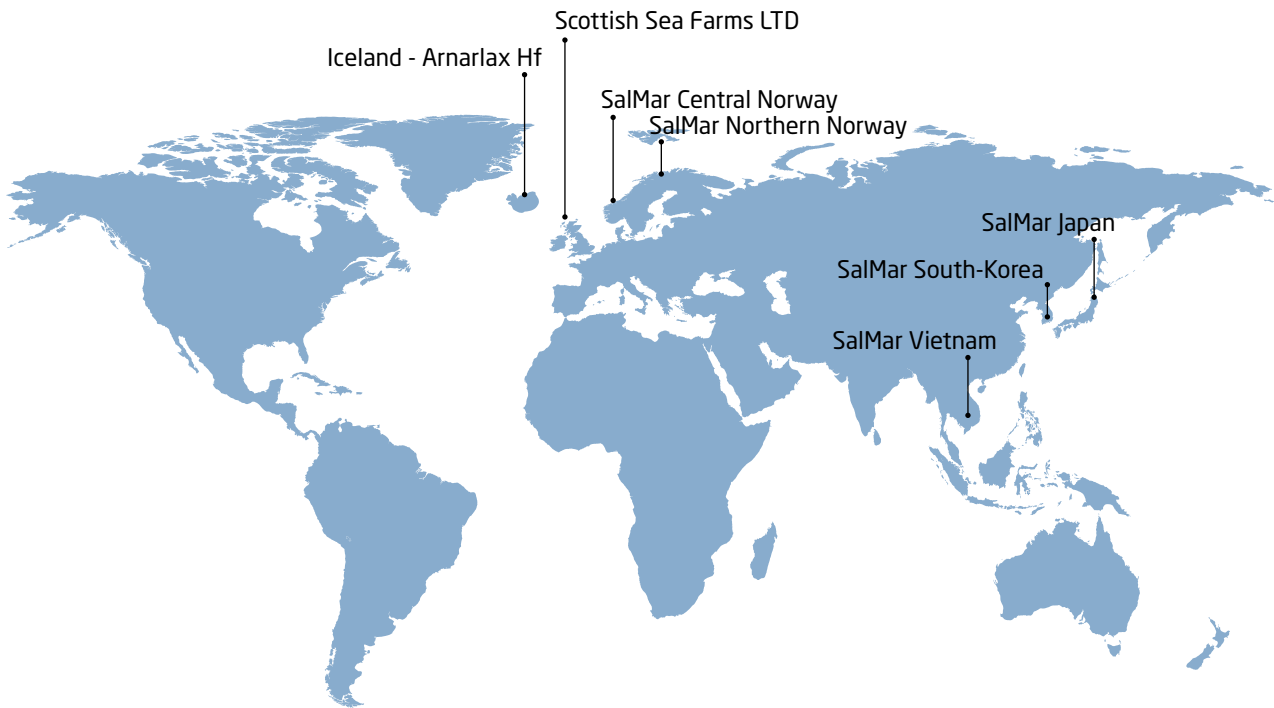 Scottish Sea Farms LTD
Iceland - Arnarlax Hf
SalMar Central Norway
SalMar Northern Norway
SalMar Japan
SalMar South-Korea
SalMar Vietnam